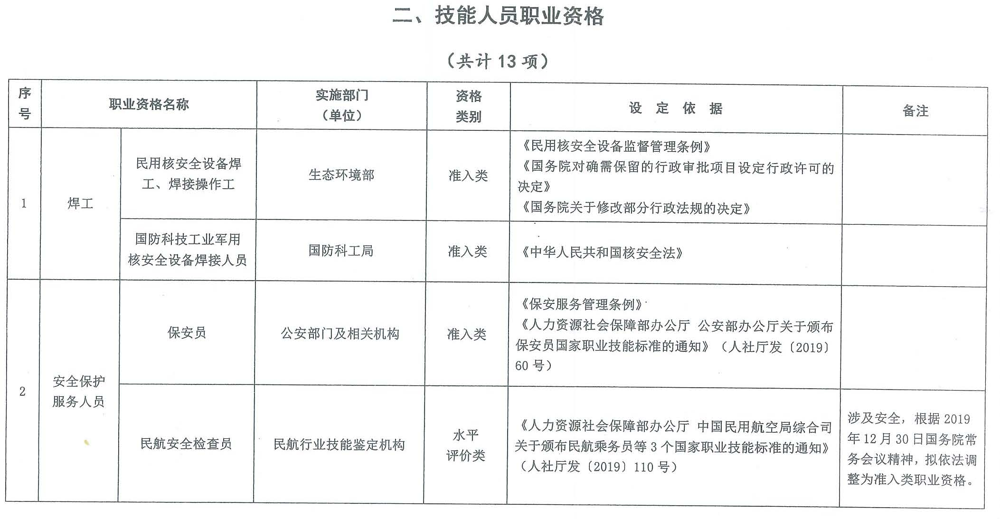 二、技能人员职业资格
（共计 13 项）
序
号
职业资格名称
实施部门
（单位）
资格
类别
设 定 依 据
备注
1
焊工
民用核安全设备焊
工、焊接操作工
生态环境部
准入类
《民用核安全设备监督管理条例》
《国务院对确需保留的行政审批项目设定行政许可的
决定》
《国务院关于修改部分行政法规的决定》
国防科技工业军用
核安全设备焊接人员
国防科工局
准入类
《中华人民共和国核安全法》
2
安全保护
服务人员
保安员
公安部门及相关机构
准入类
《保安服务管理条例》
《人力资源社会保障部办公厅 公安部办公厅关于颁布
保安员国家职业技能标准的通知》（人社厅发〔2019〕
60 号）
民航安全检查员
民航行业技能鉴定机构
水平
评价类
《人力资源社会保障部办公厅 中国民用航空局综合司
关于颁布民航乘务员等 3 个国家职业技能标准的通知》
（人社厅发〔2019〕110 号）
涉及安全，根据 2019
年 12 月 30 日国务院常
务会议精神，拟依法调
整为准入类职业资格。